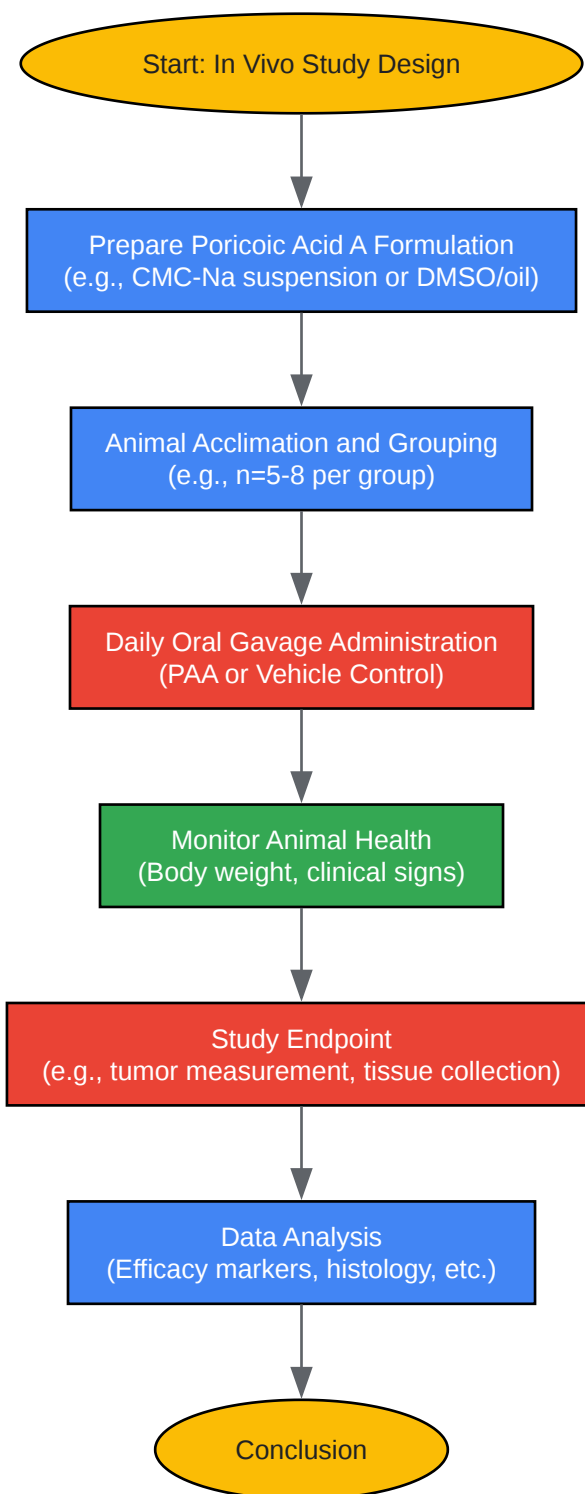 Start: In Vivo Study Design
Prepare Poricoic Acid A Formulation
(e.g., CMC-Na suspension or DMSO/oil)
Animal Acclimation and Grouping
(e.g., n=5-8 per group)
Daily Oral Gavage Administration
(PAA or Vehicle Control)
Monitor Animal Health
(Body weight, clinical signs)
Study Endpoint
(e.g., tumor measurement, tissue collection)
Data Analysis
(Efficacy markers, histology, etc.)
Conclusion